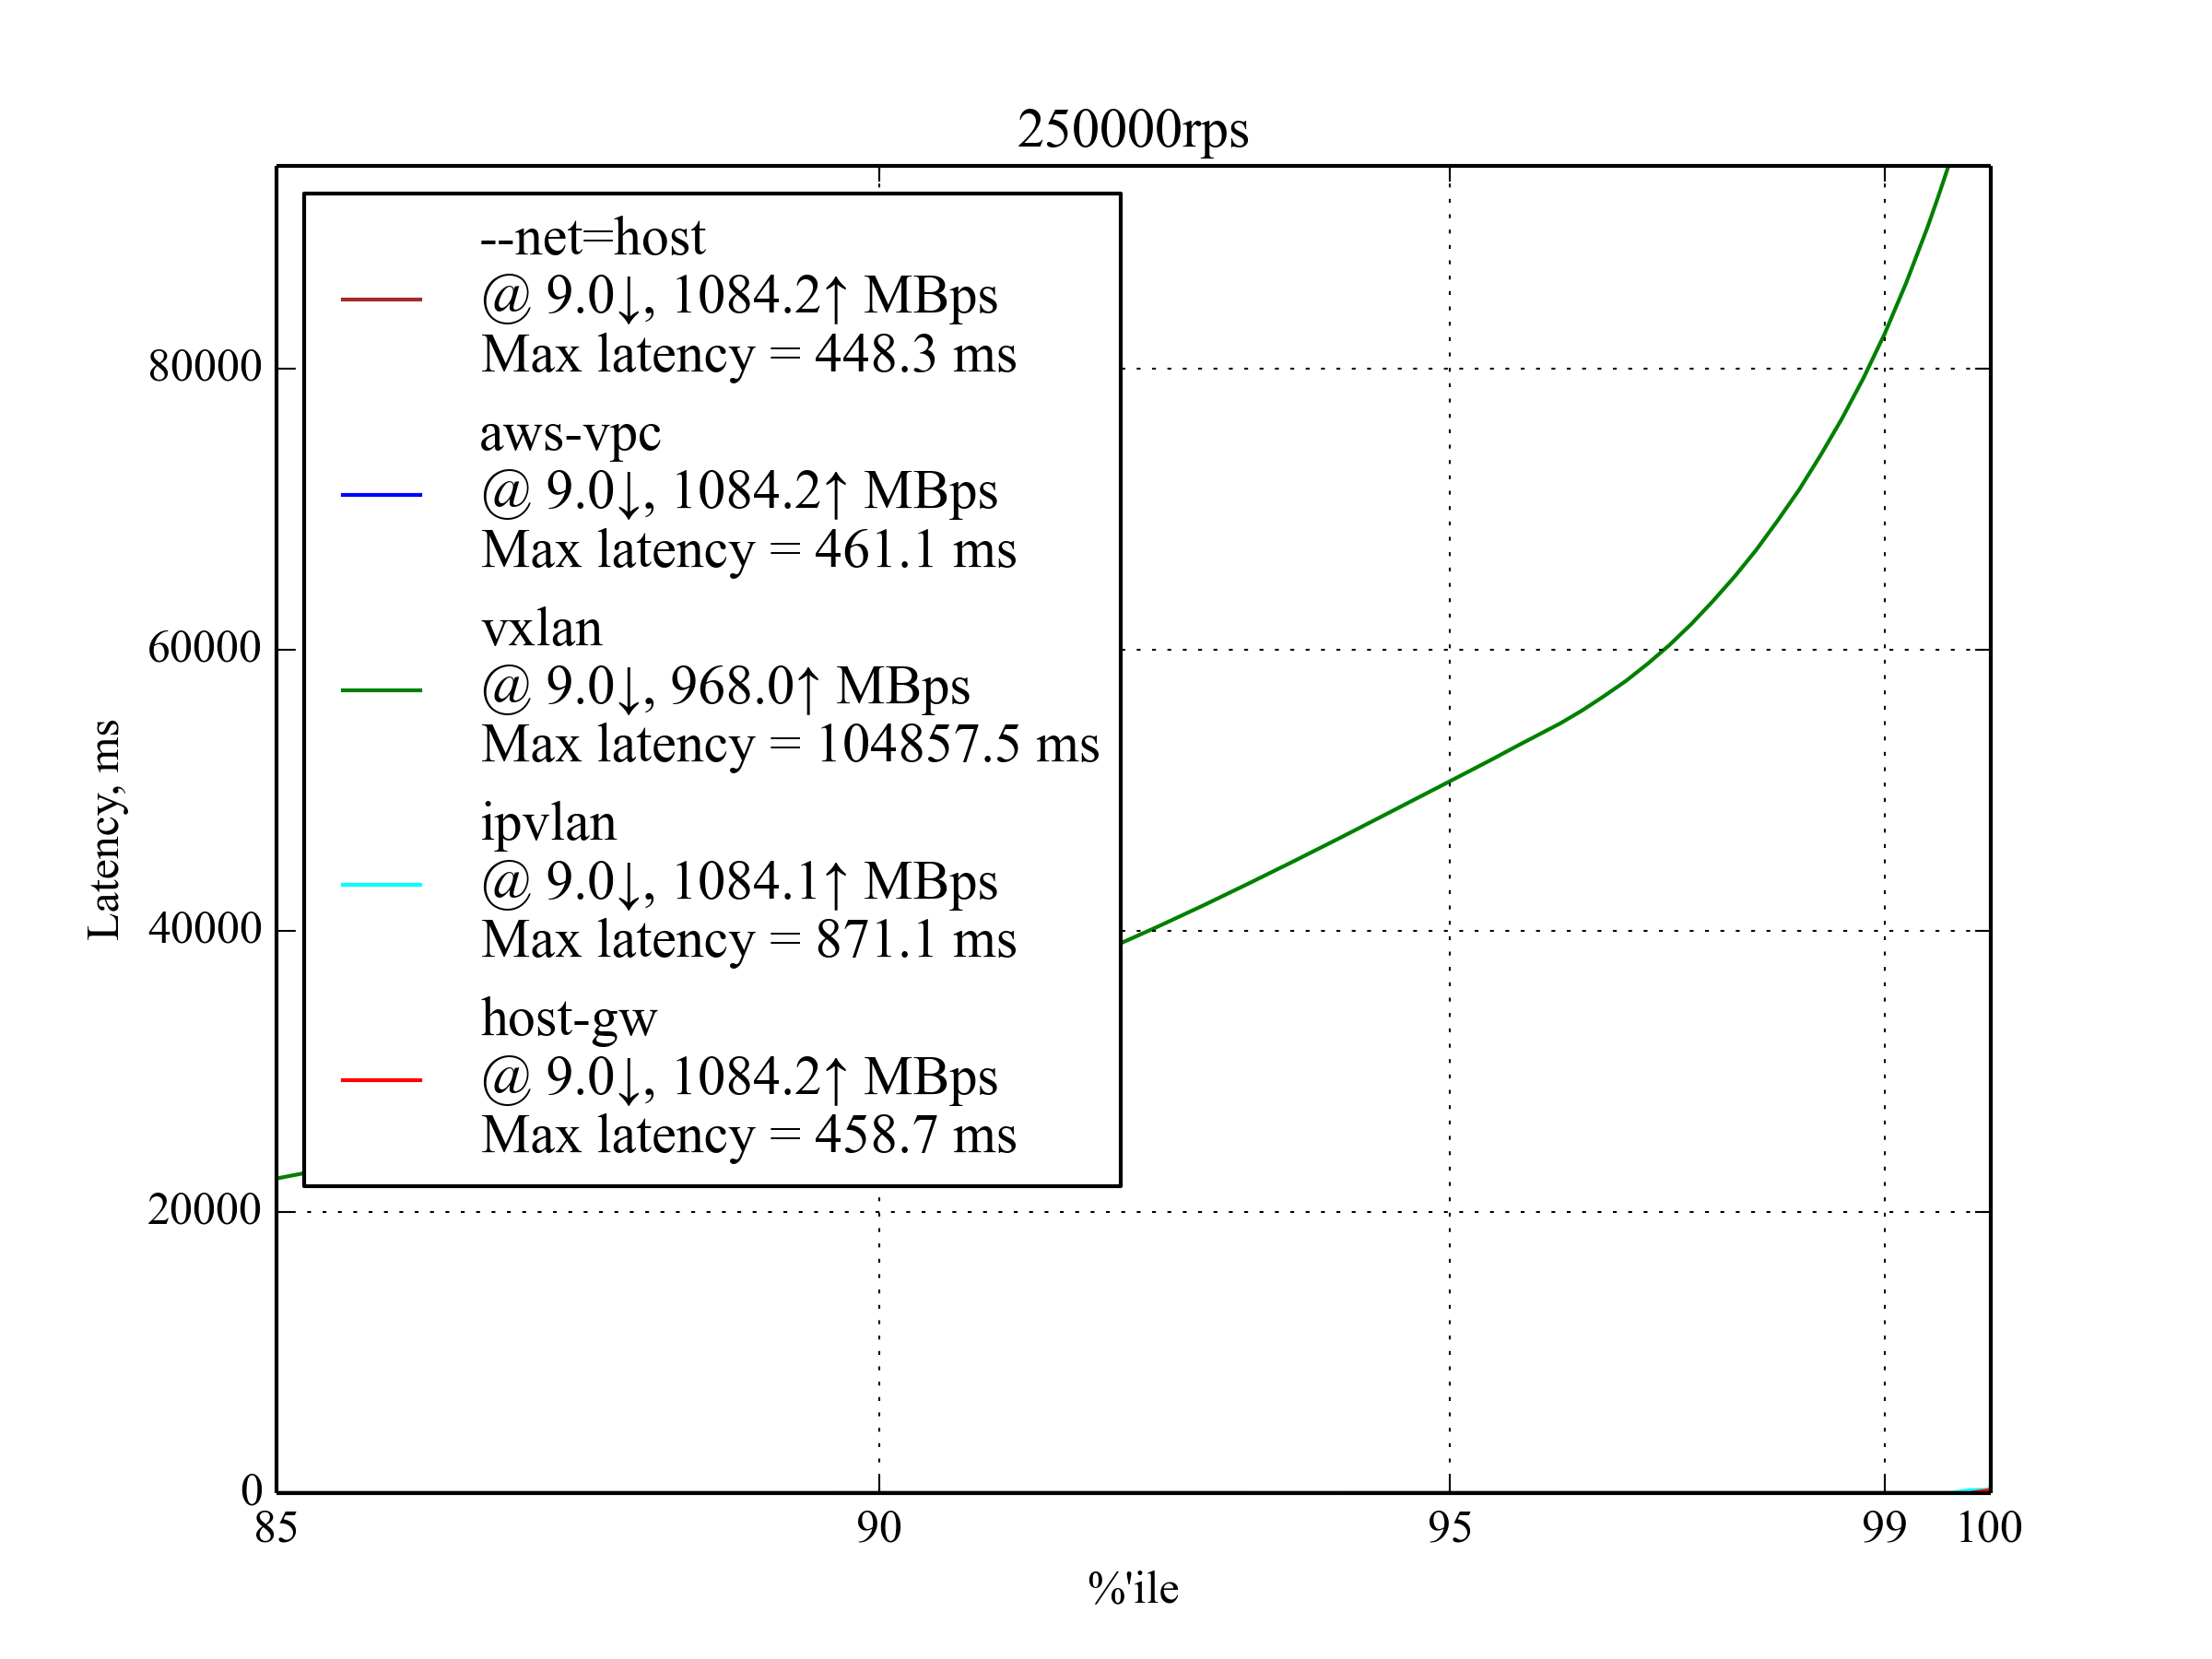 250000rps
--net=host
@ 9.0↓, 1084.2↑ MBps
Max latency = 448.3 ms
aws-vpc
@ 9.0↓, 1084.2↑ MBps
Max latency = 461.1 ms
vxlan
@ 9.0↓, 968.0↑ MBps
Max latency = 104857.5 ms
ipvlan
@ 9.0↓, 1084.1↑ MBps
Max latency = 871.1 ms
host-gw
@ 9.0↓, 1084.2↑ MBps
Max latency = 458.7 ms
80000
60000
40000
20000
0
Latency, ms
85 90 95 99 100
%'ile